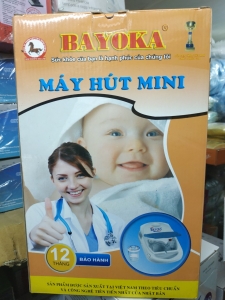 BAYOKA
Sức khỏe của bạn là hạnh phúc của chúng tôi
MÁY HÚT MINI
12
THÁNG
BẢO HÀNH
SẢN PHẨM ĐƯỢC SẢN XUẤT TẠI VIỆT NAM THEO TIÊU CHUẨN
VÀ CÔNG NGHỆ TIÊN TIẾN NHẤT CỦA NHẬT BẢN